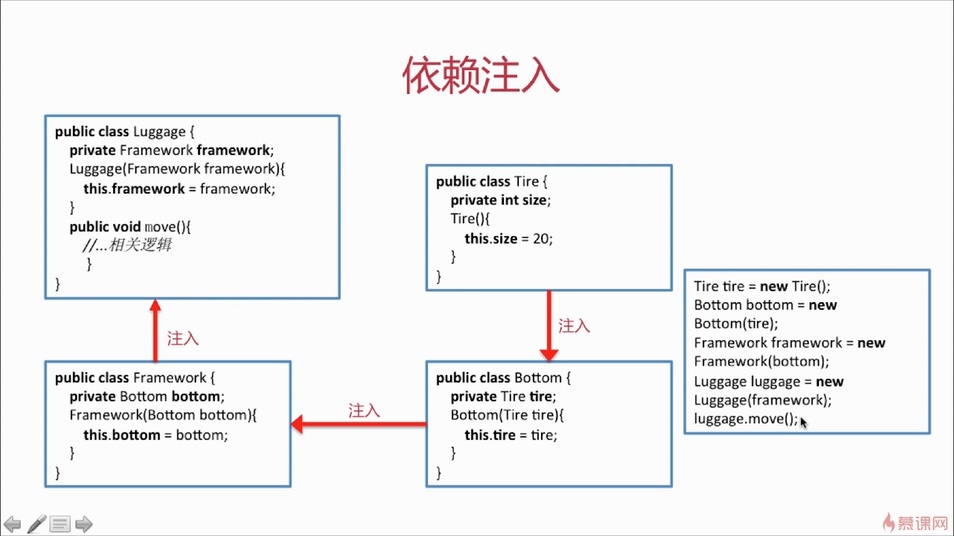 依赖注入
public class Luggage {
private Framework framework;
Luggage(Framework framework){
this.framework = framework;
}
public void move(){
//...相关逻辑
}
}
注入
public class Framework {
private Bottom bottom;
Framework(Bottom bottom){
this.bottom = bottom;
}
}
注入
public class Tire {
private int size;
Tire(){
this.size = 20;
}
}
注入
public class Bottom {
private Tire tire;
Bottom(Tire tire){
this.tire = tire;
}
}
Tire tire = new Tire();
Bottom bottom = new
Bottom(tire);
Framework framework = new
Framework(bottom);
Luggage luggage = new
Luggage(framework);
luggage.move();
慕课网